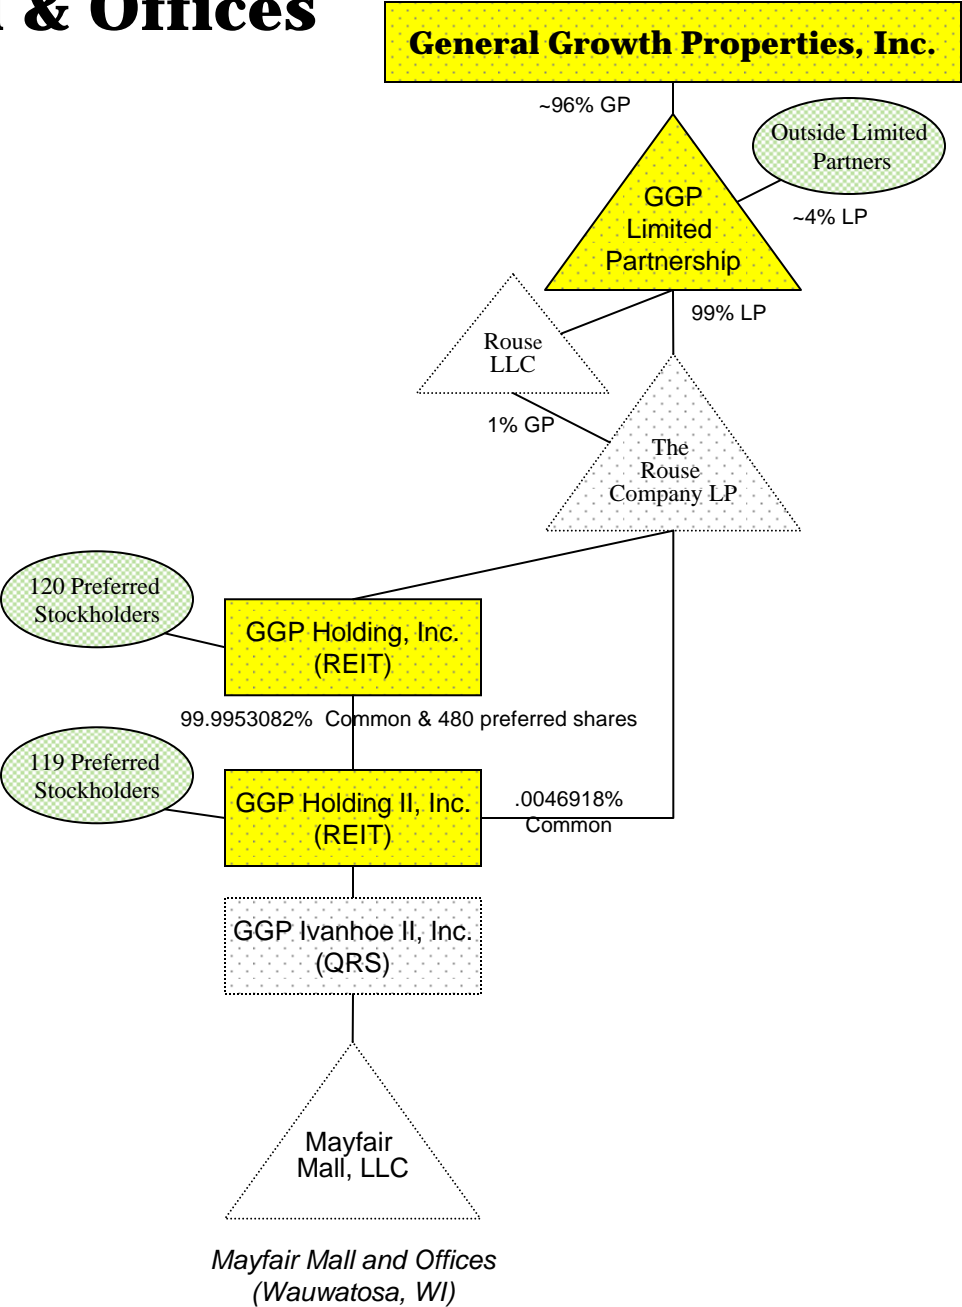 & Offices
General Growth Properties, Inc.
~96% GP
Outside Limited
Partners
~4% LP
GGP
Limited
Partnership
99% LP
Rouse
LLC
1% GP
The
Rouse
Company LP
120 Preferred
Stockholders
GGP Holding, Inc.
(REIT)
99.9953082% Common & 480 preferred shares
119 Preferred
Stockholders
GGP Holding II, Inc.
(REIT)
.0046918%
Common
GGP Ivanhoe II, Inc.
(QRS)
Mayfair
Mall, LLC
Mayfair Mall and Offices
(Wauwatosa, WI)